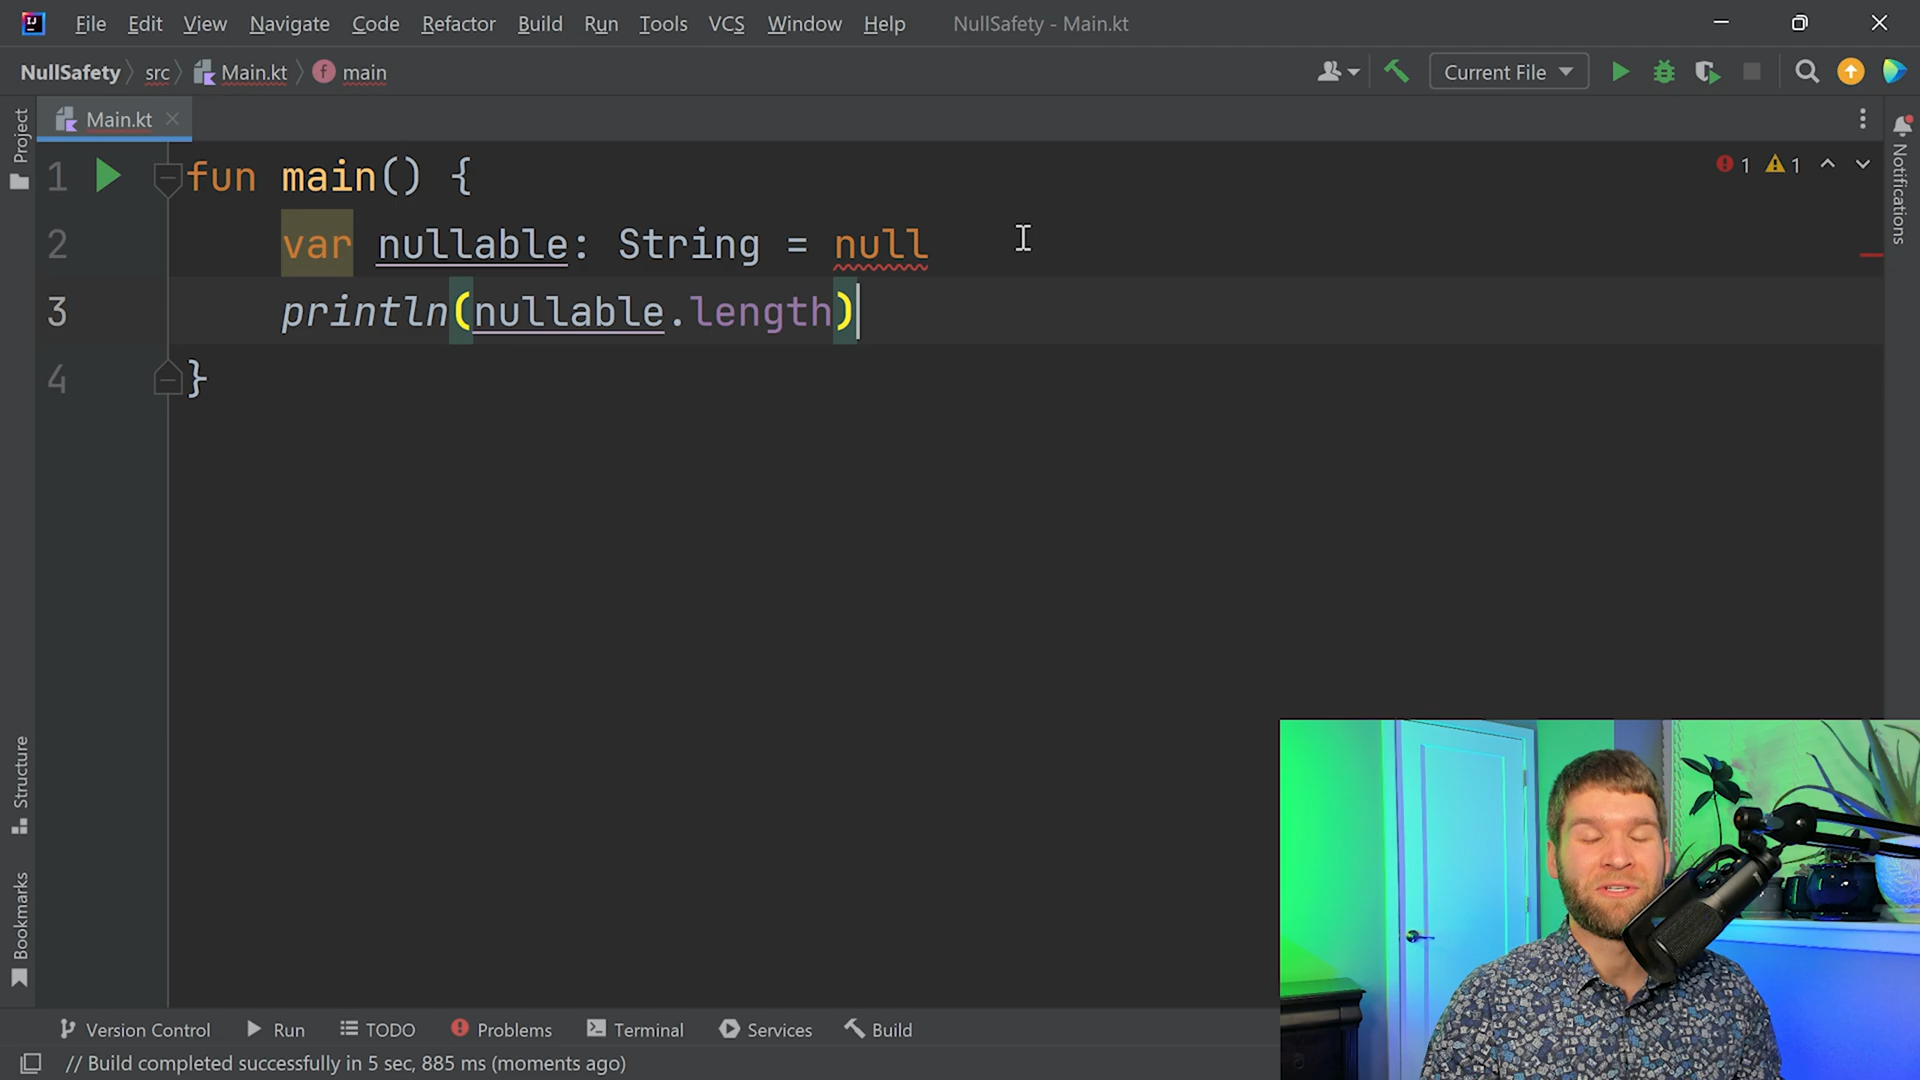 File Edit View Navigate Code Refactor Build Run Tools VCS Window Help NullSafety - Main.kt
NullSafety src Main.kt main Current File
Project
Main.kt
1 fun main() {
2 var nullable: String = null
3 println(nullable.length)
4 }
1 1
Notifications
Structure
Bookmarks
Version Control Run TODO Problems Terminal Services Build
// Build completed successfully in 5 sec, 885 ms (moments ago)